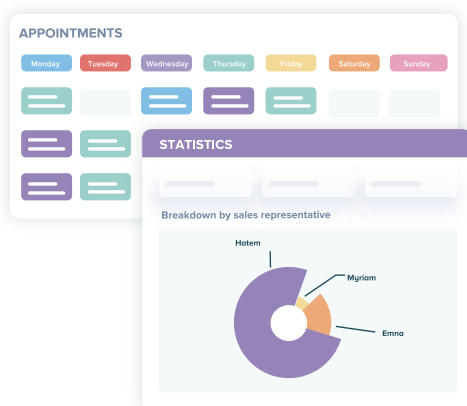 APPOINTMENTS
Monday Tuesday Wednesday Thursday Friday Saturday Sunday
STATISTICS
Breakdown by sales representative
Hatem
Myriam
Emna